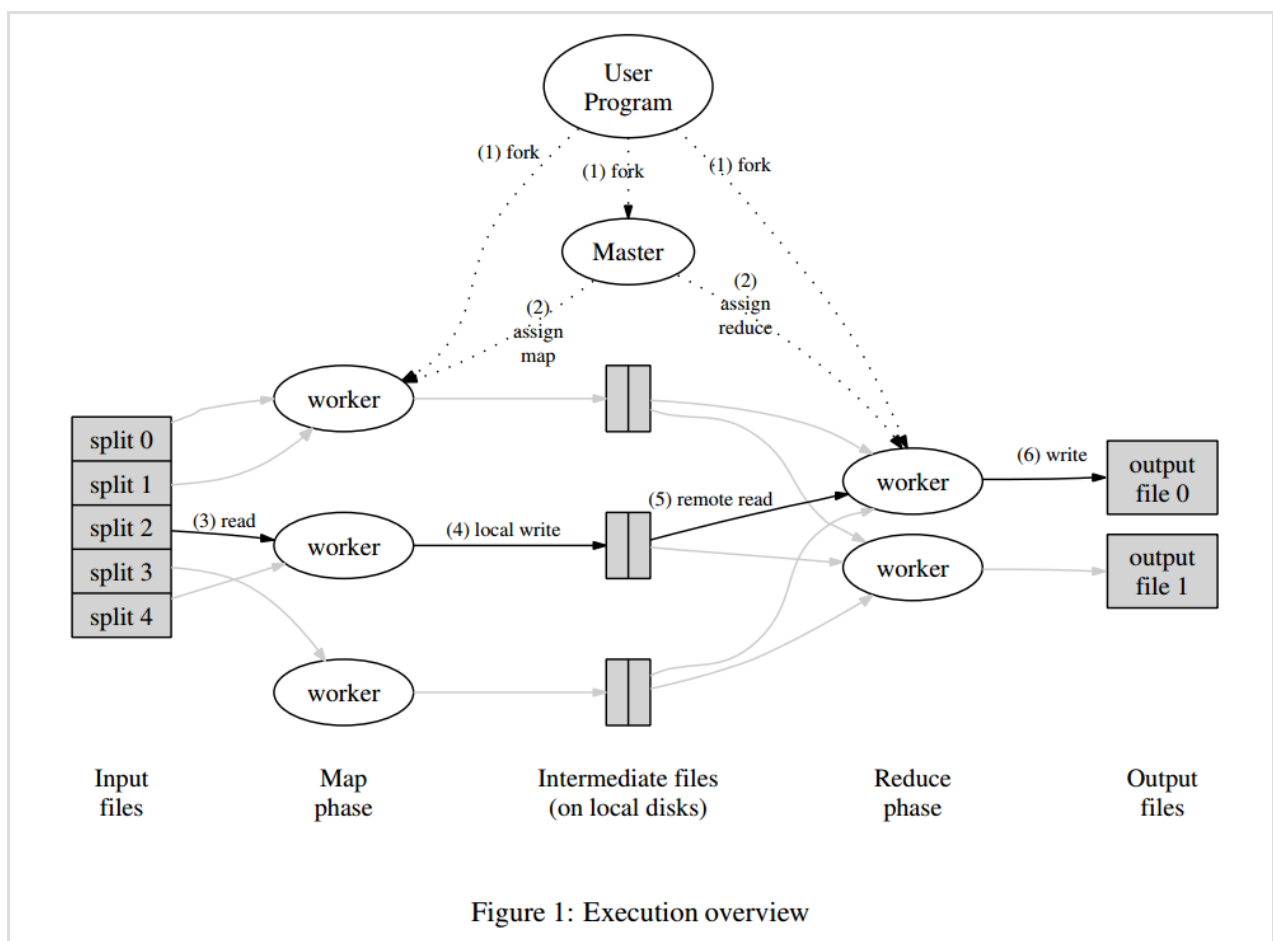 User
Program
(1) fork
(1) fork
(1) fork
Master
(2)
assign
map
(2)
assign
reduce
worker
split 0
split 1
split 2
split 3
split 4
(3) read
worker
(4) local write
(5) remote read
worker
(6) write
output
file 0
worker
output
file 1
worker
Input
files
Map
phase
Intermediate files
(on local disks)
Reduce
phase
Output
files
Figure 1: Execution overview